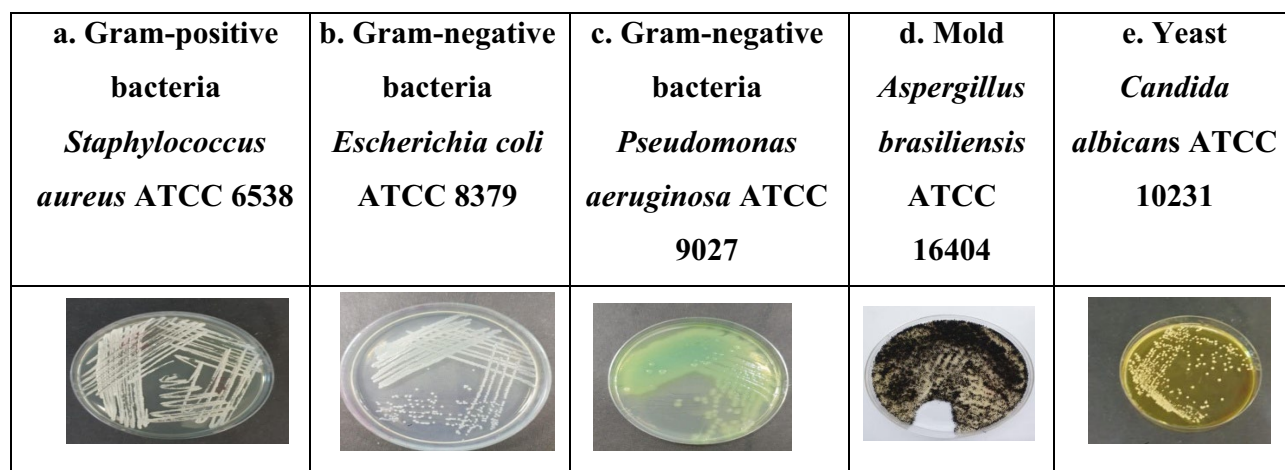 a. Gram-positive
bacteria
Staphylococcus
aureus ATCC 6538
b. Gram-negative
bacteria
Escherichia coli
ATCC 8379
c. Gram-negative
bacteria
Pseudomonas
aeruginosa ATCC
9027
d. Mold
Aspergillus
brasiliensis
ATCC
16404
e. Yeast
Candida
albicans ATCC
10231